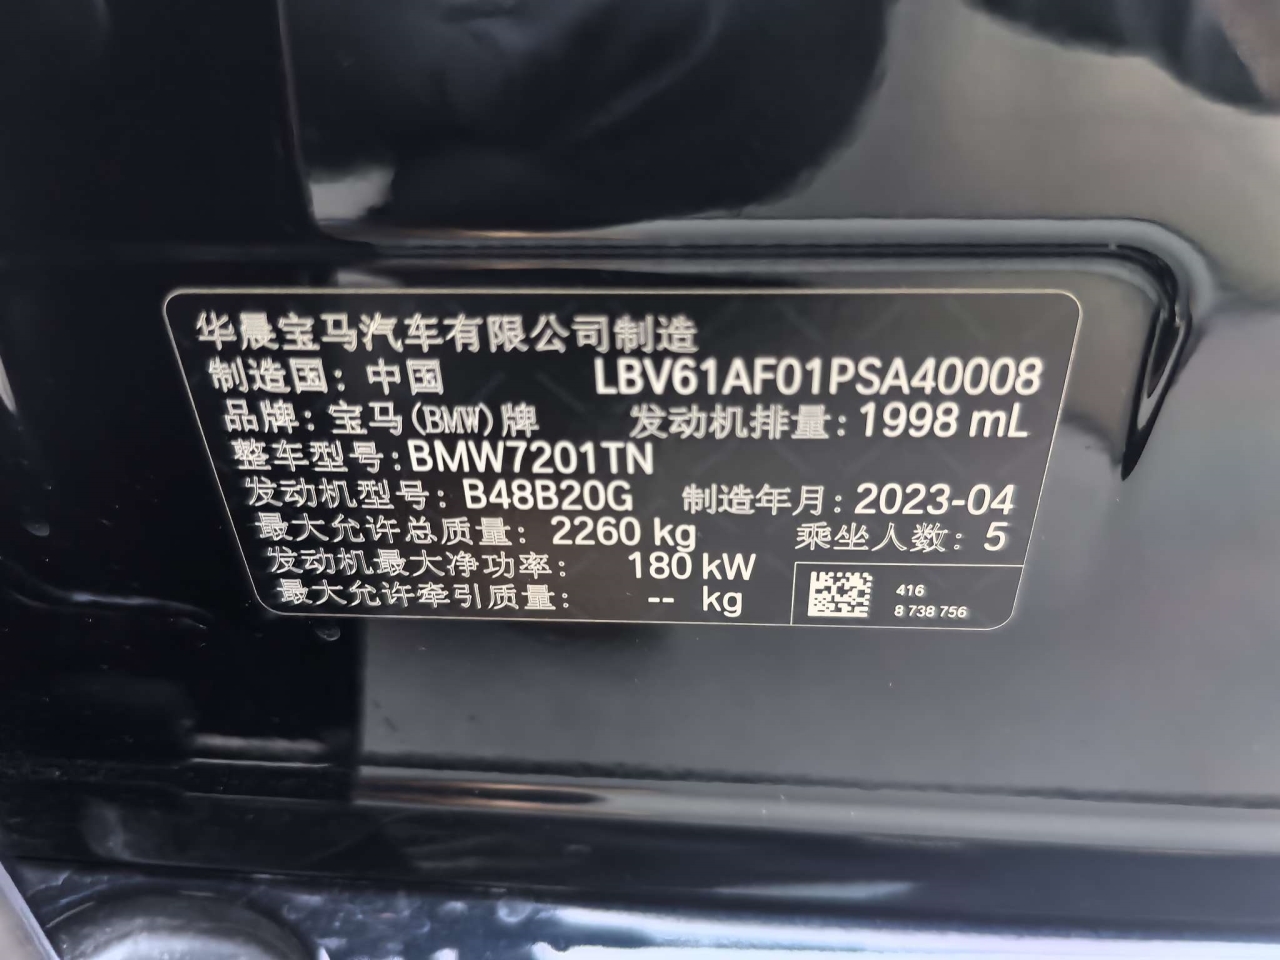 华晨宝马汽车有限公司制造
制造国：中国 LBV61AF01PSA40008
品牌：宝马(BMW)牌 发动机排量：1998 mL
整车型号：BMW7201TN
发动机型号：B48B20G 制造年月：2023-04
最大允许总质量：2260 kg 乘坐人数：5
发动机最大净功率：180 kW
最大允许牵引质量：-- kg
416
8 738 756